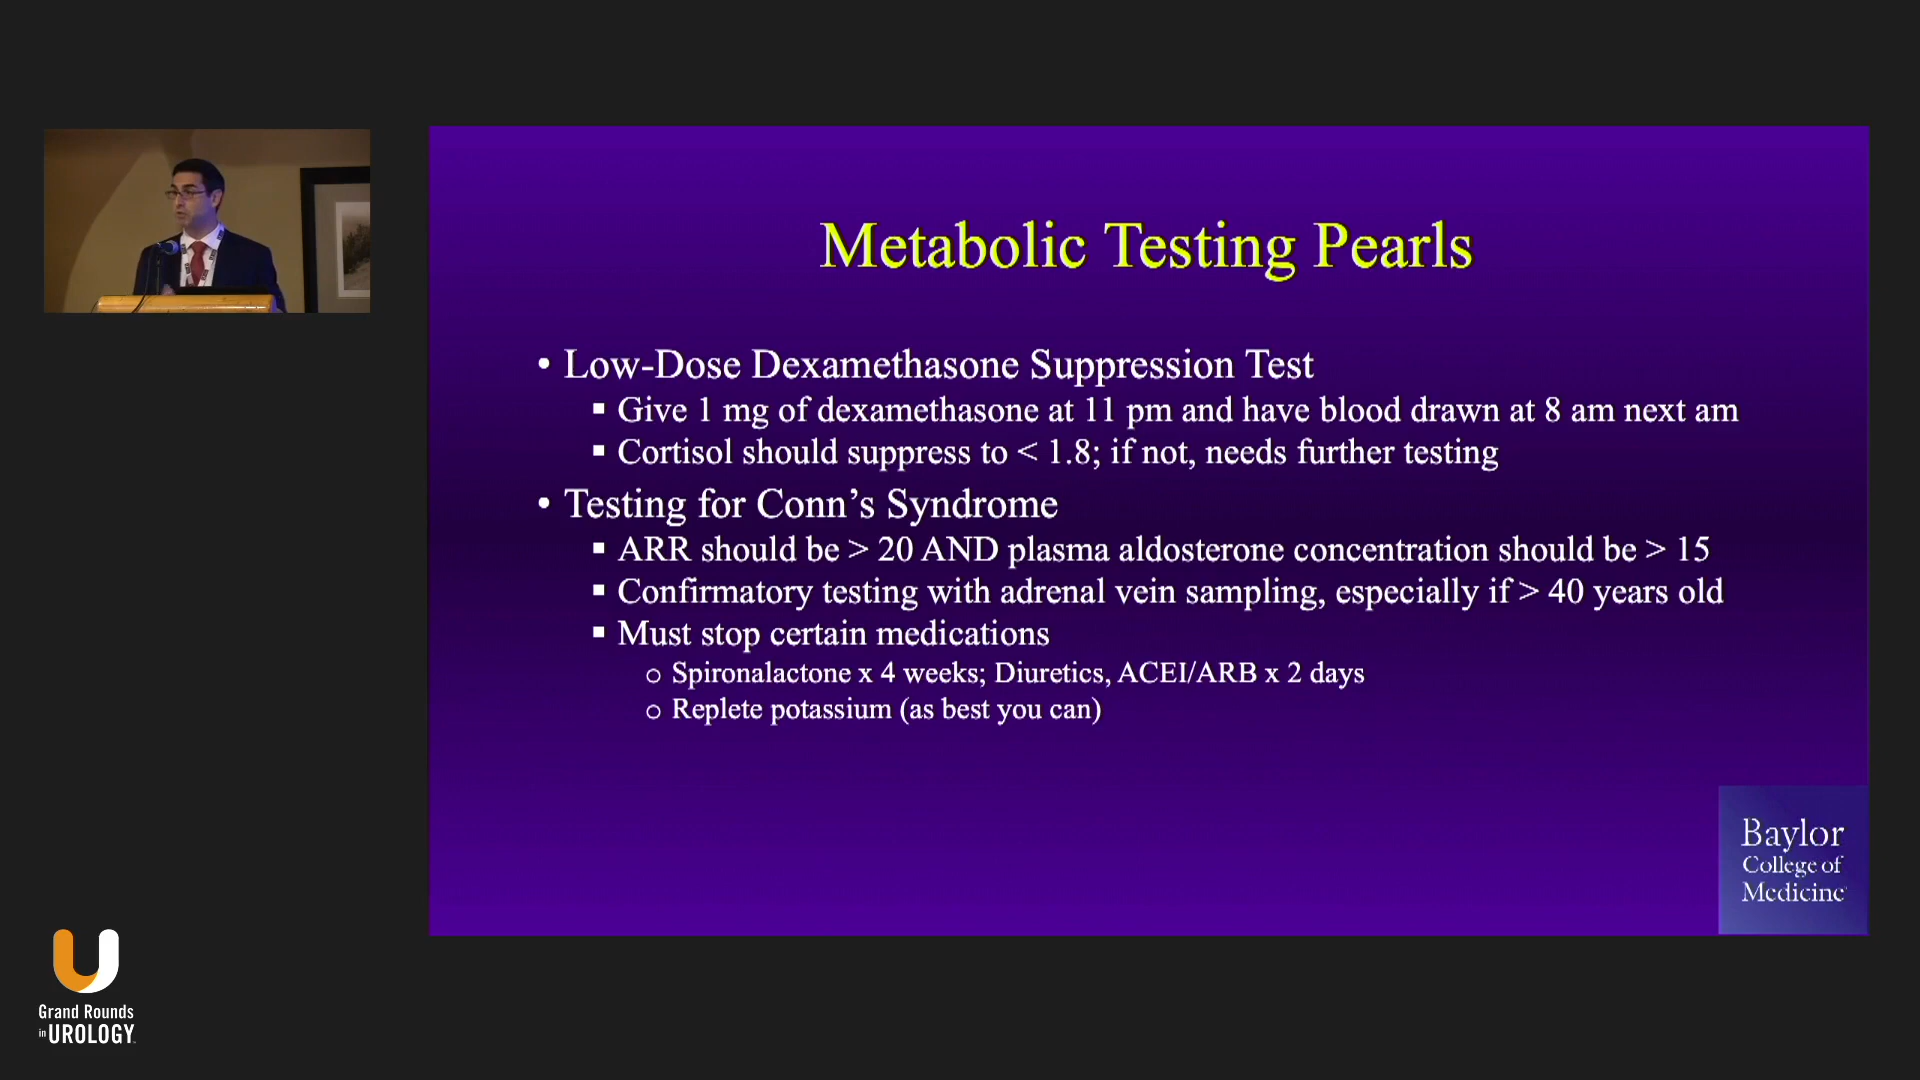 Metabolic Testing Pearls
• Low-Dose Dexamethasone Suppression Test
▪ Give 1 mg of dexamethasone at 11 pm and have blood drawn at 8 am next am
▪ Cortisol should suppress to < 1.8; if not, needs further testing
• Testing for Conn’s Syndrome
▪ ARR should be > 20 AND plasma aldosterone concentration should be > 15
▪ Confirmatory testing with adrenal vein sampling, especially if > 40 years old
▪ Must stop certain medications
o Spironalactone x 4 weeks; Diuretics, ACEI/ARB x 2 days
o Replete potassium (as best you can)
Baylor
College of
Medicine
Grand Rounds
in UROLOGY